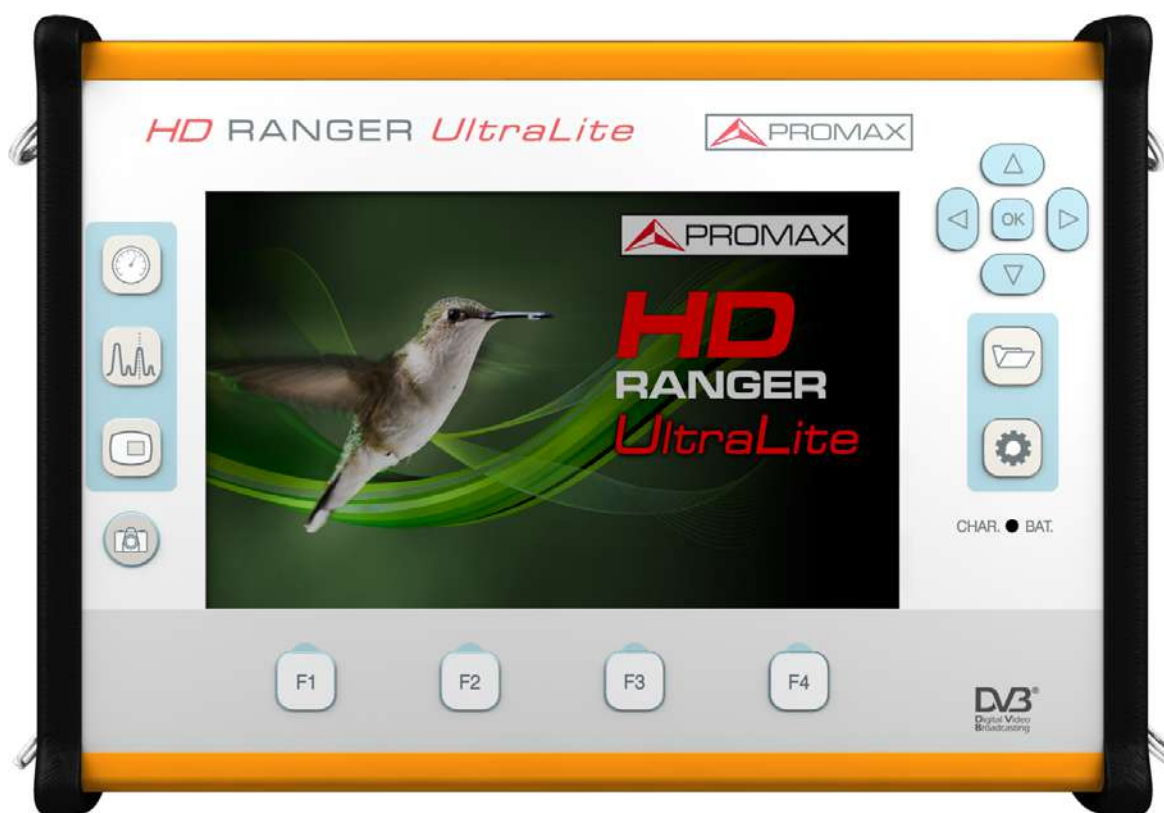 HD RANGER UltraLite
PROMAX
PROMAX
HD
RANGER
UltraLite
OK
CHAR. BAT.
F1
F2
F3
F4
DVB®
Digital Video
Broadcasting